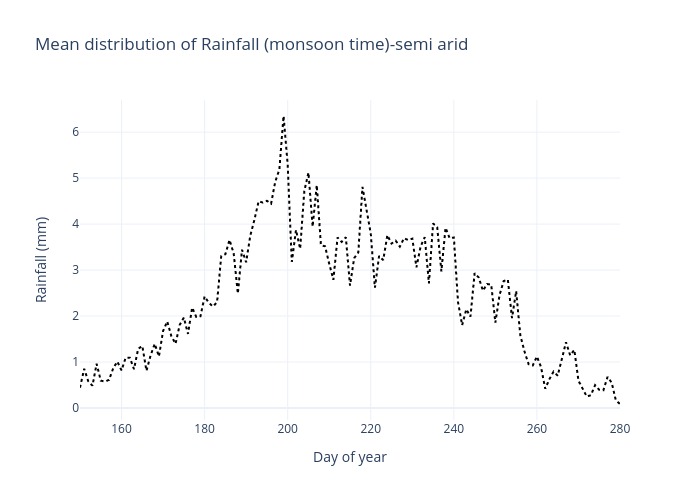 Mean distribution of Rainfall (monsoon time)-semi arid
6
5
4
3
2
1
0
Rainfall (mm)
160 180 200 220 240 260 280
Day of year